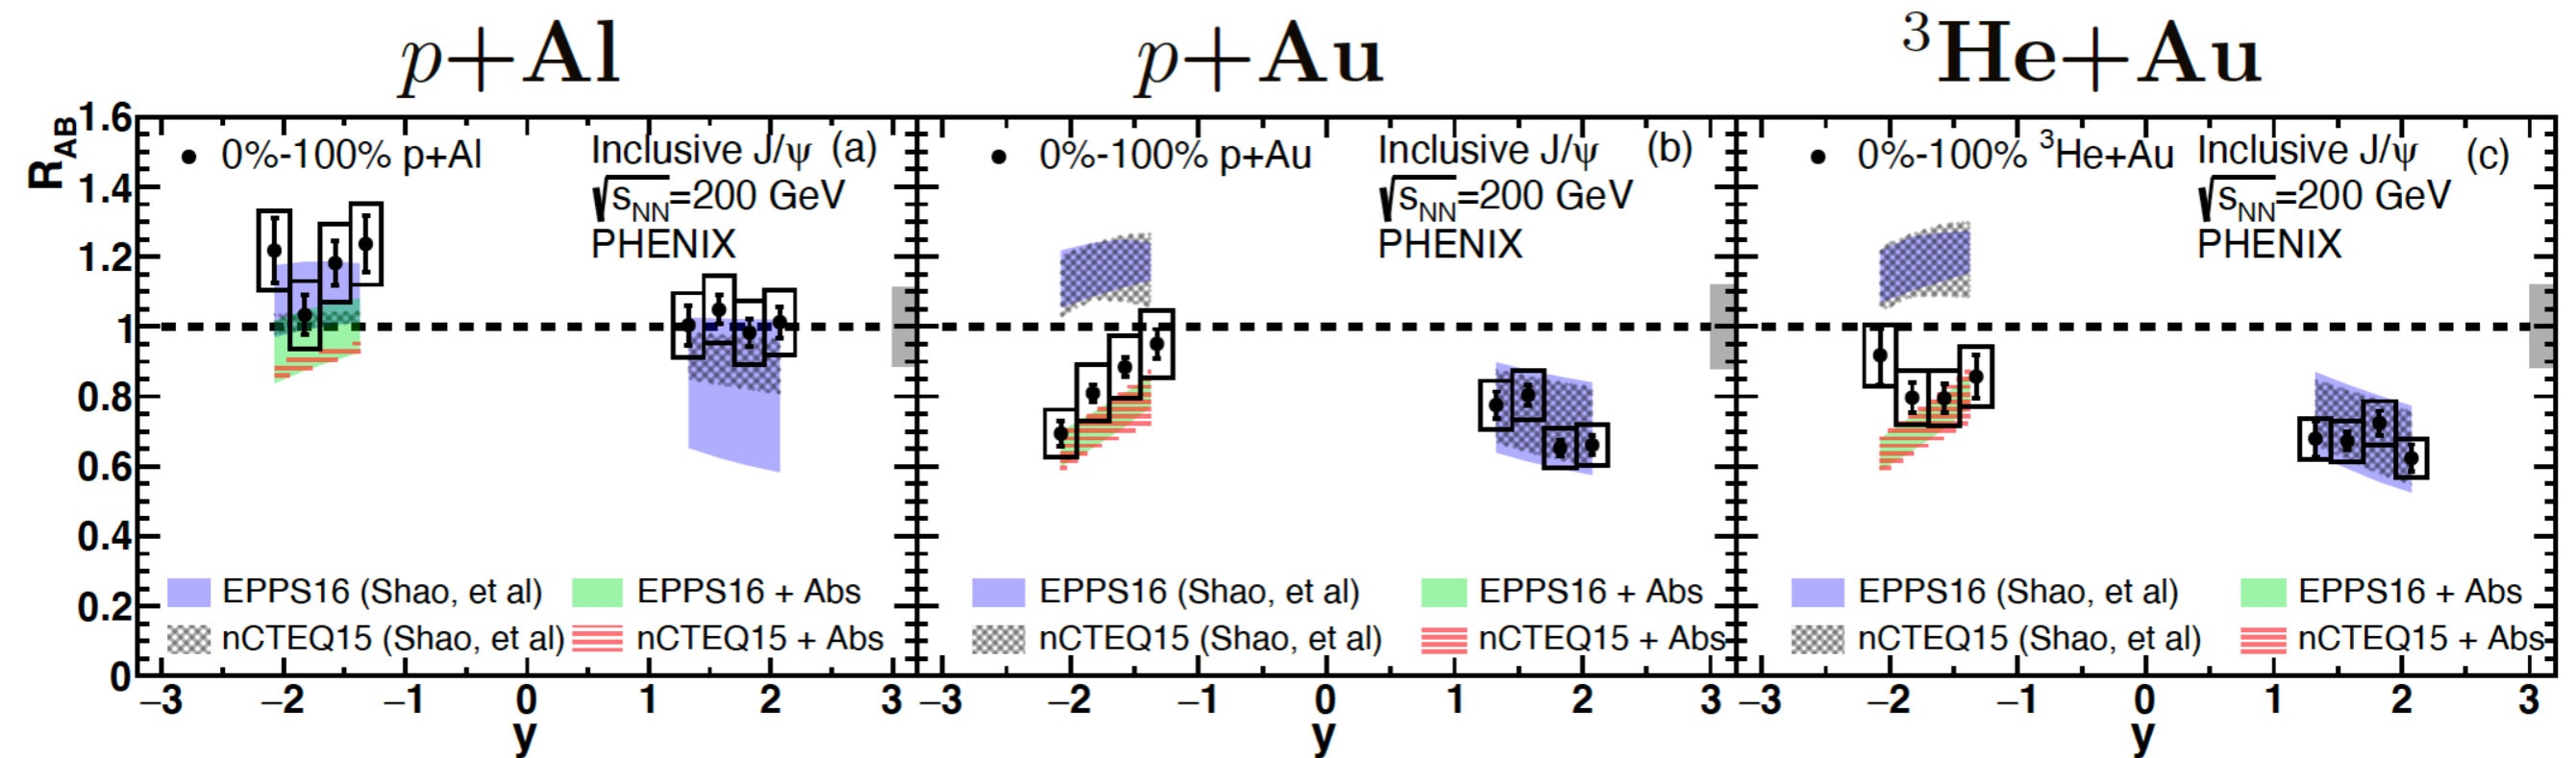 p+Al
p+Au
³He+Au
R_AB
1.6
1.4
1.2
1
0.8
0.6
0.4
0.2
0
0%-100% p+Al
Inclusive J/ψ (a)
√s_NN=200 GeV
PHENIX
EPPS16 (Shao, et al)
EPPS16 + Abs
nCTEQ15 (Shao, et al)
nCTEQ15 + Abs
−3 −2 −1 0 1 2 3
y
0%-100% p+Au
Inclusive J/ψ (b)
√s_NN=200 GeV
PHENIX
EPPS16 (Shao, et al)
EPPS16 + Abs
nCTEQ15 (Shao, et al)
nCTEQ15 + Abs
−3 −2 −1 0 1 2 3
y
0%-100% ³He+Au
Inclusive J/ψ (c)
√s_NN=200 GeV
PHENIX
EPPS16 (Shao, et al)
EPPS16 + Abs
nCTEQ15 (Shao, et al)
nCTEQ15 + Abs
−3 −2 −1 0 1 2 3
y